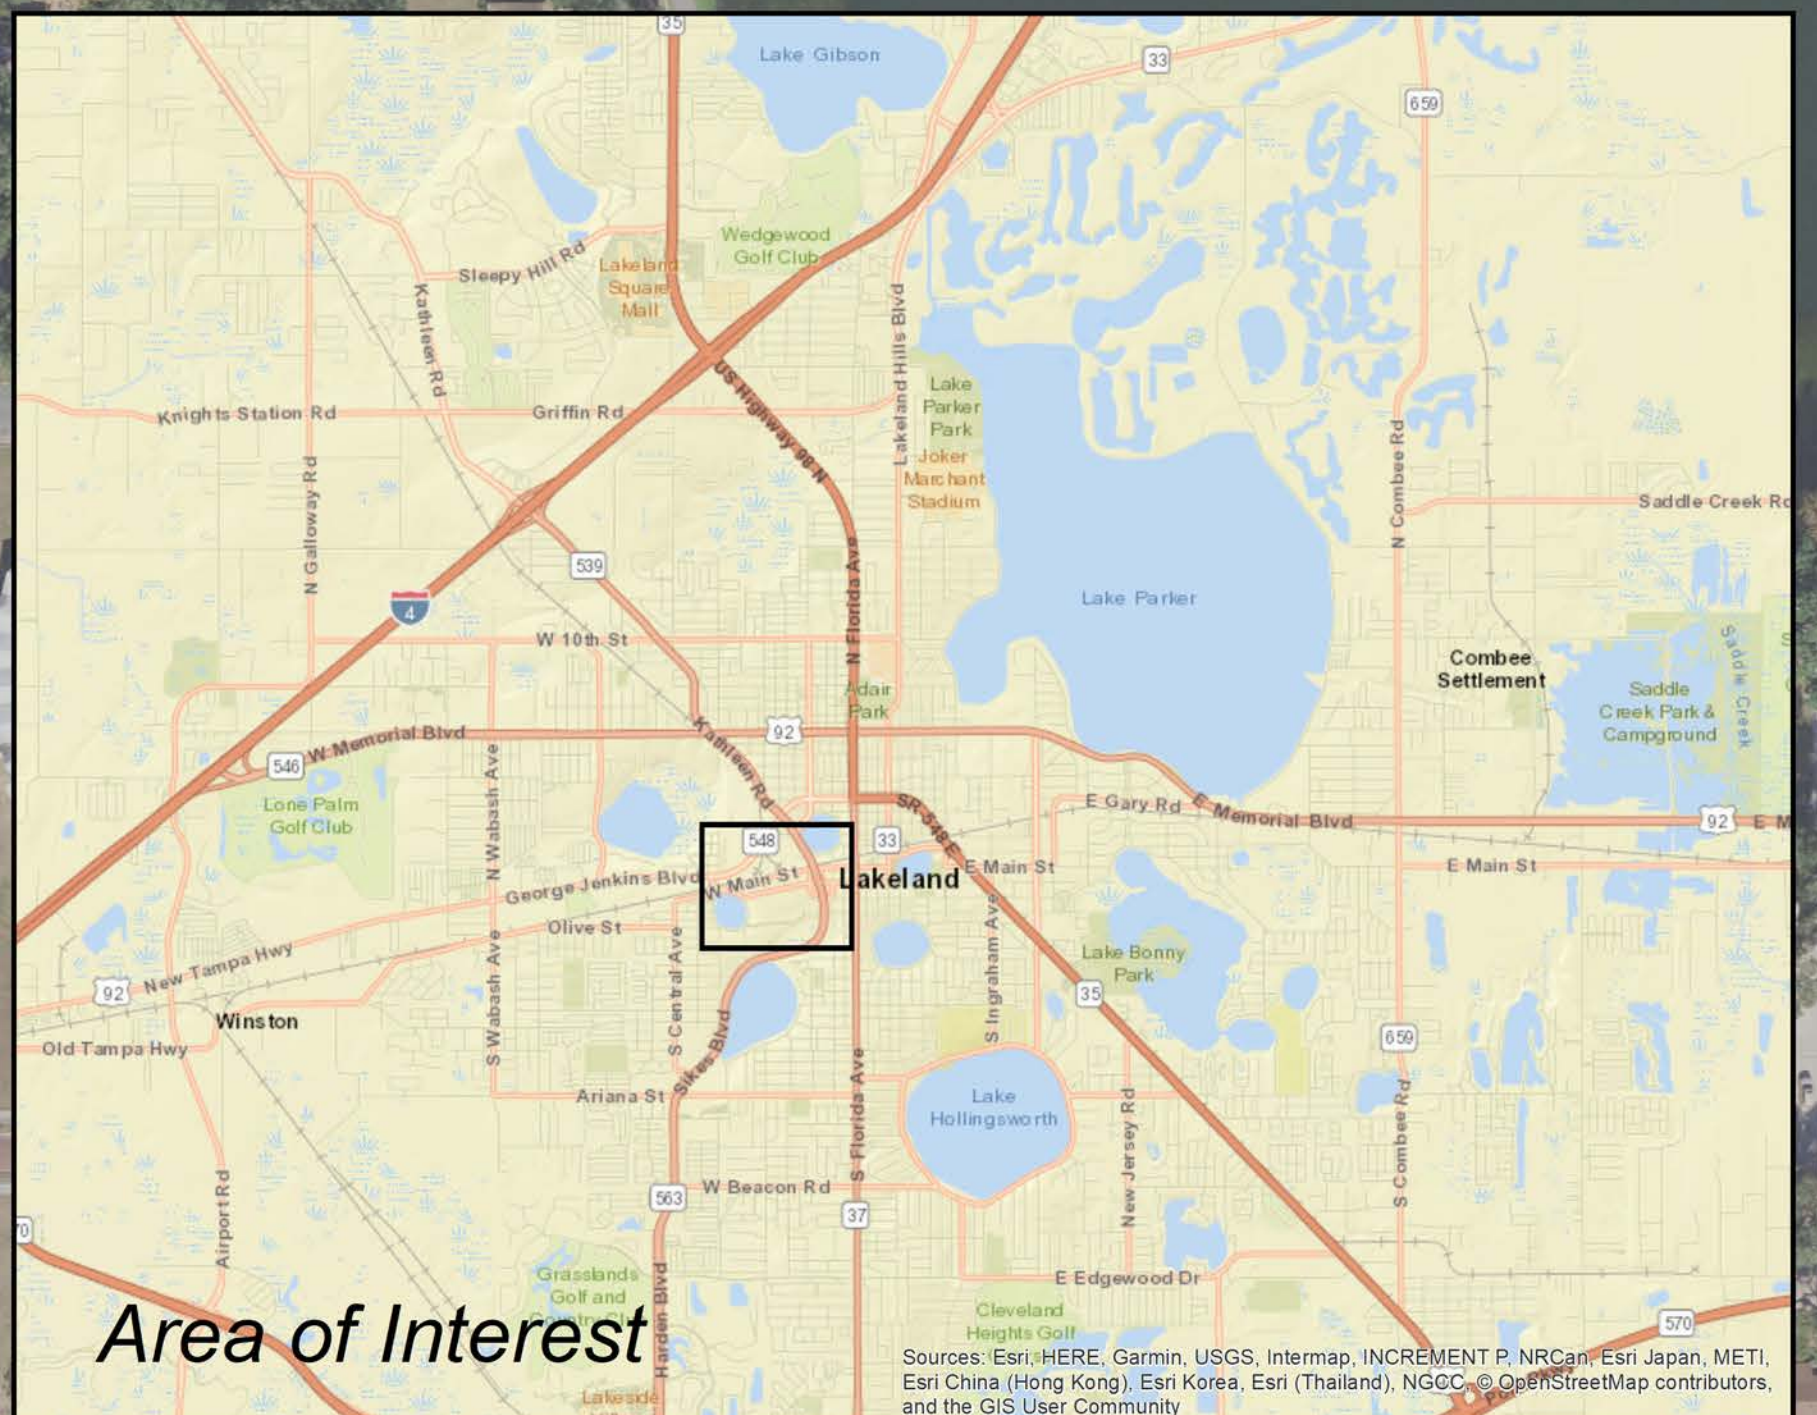 35
Lake Gibson
33
659
Wedgewood
Golf Club
Sleepy Hill Rd
Lakeland
Square
Mall
Kathleen Rd
Lakeland Hills Blvd
US Highway 98 N
Lake
Parker
Park
Knights Station Rd
Griffin Rd
Joker
Marchant
Stadium
N Combee Rd
Saddle Creek Rd
N Galloway Rd
539
N Florida Ave
4
Lake Parker
W 10th St
Combee
Settlement
Saddle Creek
Saddle
Creek Park &
Campground
Adair
Park
Kathleen Rd
92
W Memorial Blvd
546
N Wabash Ave
Lone Palm
Golf Club
SR-548 E
E Gary Rd
E Memorial Blvd
92
E M
548
33
Lakeland
E Main St
E Main St
George Jenkins Blvd
W Main St
Olive St
S Ingraham Ave
Lake Bonny
Park
New Tampa Hwy
92
S Wabash Ave
S Central Ave
35
Winston
Old Tampa Hwy
Sikes Blvd
659
Ariana St
S Florida Ave
Lake
Hollingsworth
New Jersey Rd
S Combee Rd
Airport Rd
W Beacon Rd
563
37
70
E Edgewood Dr
Grasslands
Golf and
Country Club
Harden Blvd
Cleveland
Heights Golf
570
Area of Interest
Lakeside
Sources: Esri, HERE, Garmin, USGS, Intermap, INCREMENT P, NRCan, Esri Japan, METI,
Esri China (Hong Kong), Esri Korea, Esri (Thailand), NGCC, © OpenStreetMap contributors,
and the GIS User Community